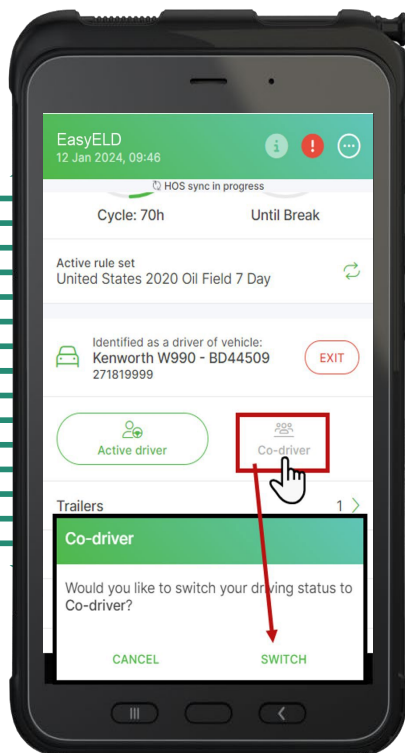 EasyELD
12 Jan 2024, 09:46
HOS sync in progress
Cycle: 70h
Until Break
Active rule set
United States 2020 Oil Field 7 Day
Identified as a driver of vehicle:
Kenworth W990 - BD44509
271819999
EXIT
Active driver
Co-driver
Trailers
1
Co-driver
Would you like to switch your driving status to
Co-driver?
CANCEL
SWITCH